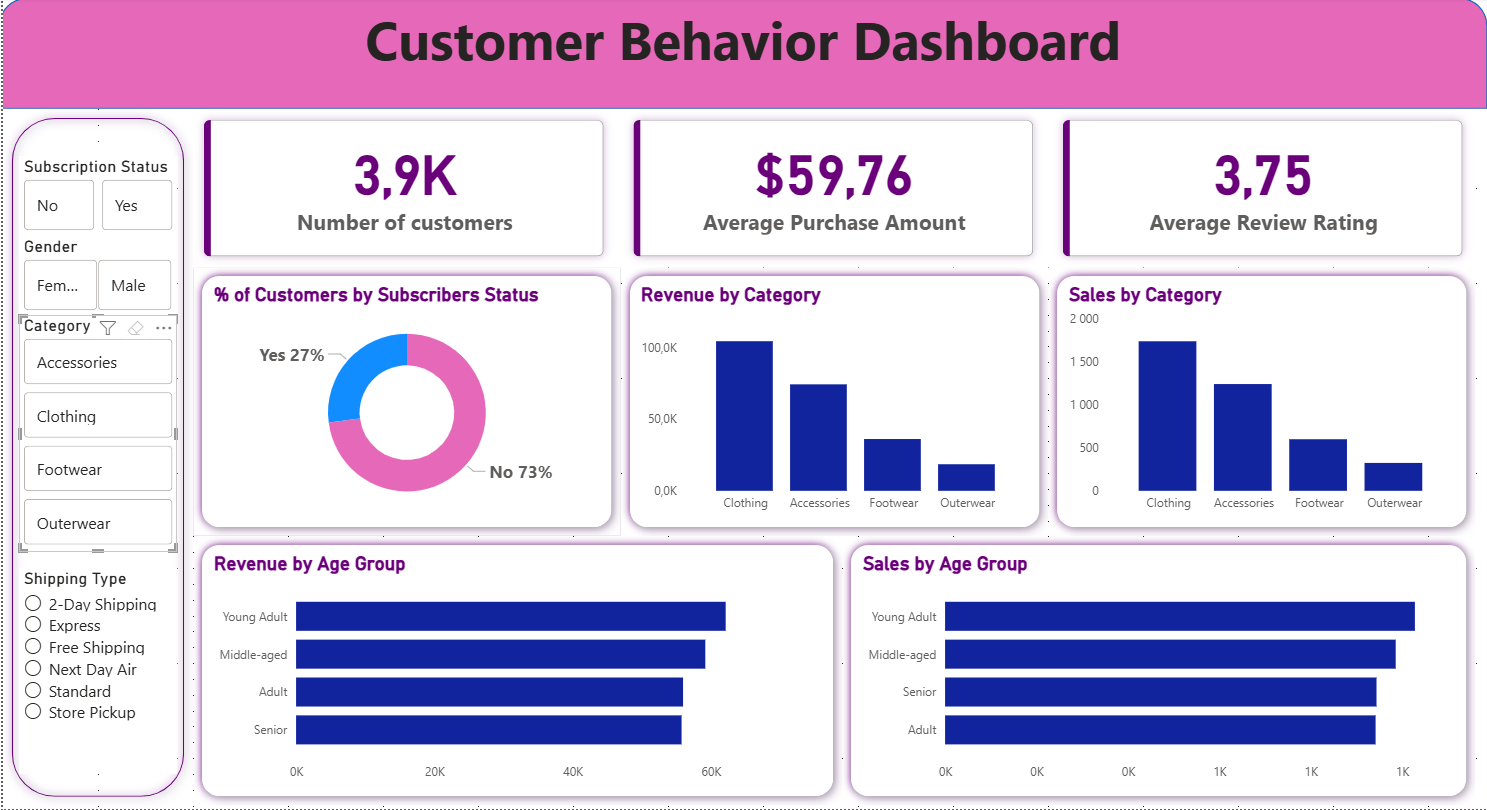 Customer Behavior Dashboard
Subscription Status
No
Yes
Gender
Fem...
Male
Category
Accessories
Clothing
Footwear
Outerwear
Shipping Type
2-Day Shipping
Express
Free Shipping
Next Day Air
Standard
Store Pickup
3,9K
Number of customers
$59,76
Average Purchase Amount
3,75
Average Review Rating
% of Customers by Subscribers Status
Yes 27%
No 73%
Revenue by Category
100,0K
50,0K
0,0K
Clothing Accessories Footwear Outerwear
Sales by Category
2 000
1 500
1 000
500
0
Clothing Accessories Footwear Outerwear
Revenue by Age Group
Young Adult
Middle-aged
Adult
Senior
0K 20K 40K 60K
Sales by Age Group
Young Adult
Middle-aged
Senior
Adult
0K 0K 0K 1K 1K 1K